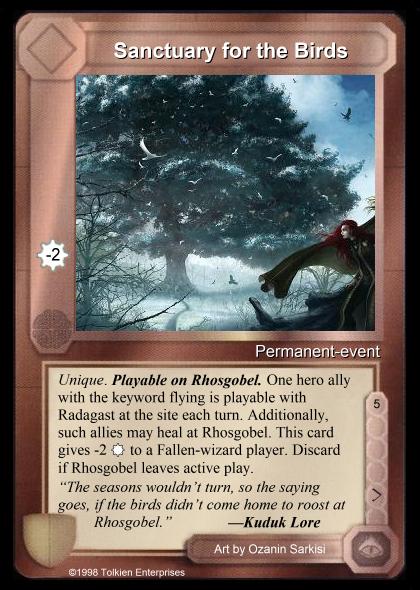 Sanctuary for the Birds
-2
Permanent-event
Unique. Playable on Rhosgobel. One hero ally
with the keyword flying is playable with
Radagast at the site each turn. Additionally,
such allies may heal at Rhosgobel. This card
gives -2 to a Fallen-wizard player. Discard
if Rhosgobel leaves active play.
“The seasons wouldn’t turn, so the saying
goes, if the birds didn’t come home to roost at
Rhosgobel.” —Kuduk Lore
5
Art by Ozanin Sarkisi
©1998 Tolkien Enterprises